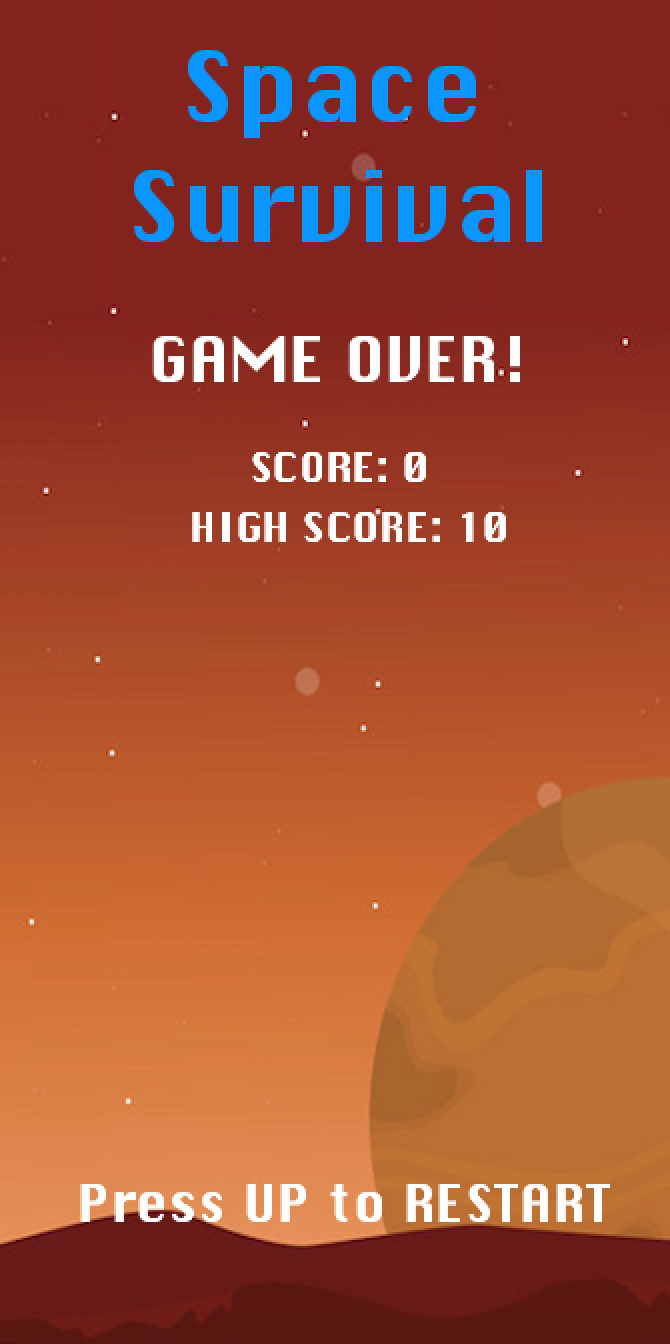 Space
Survival
GAME OVER!
SCORE: 0
HIGH SCORE: 10
Press UP to RESTART